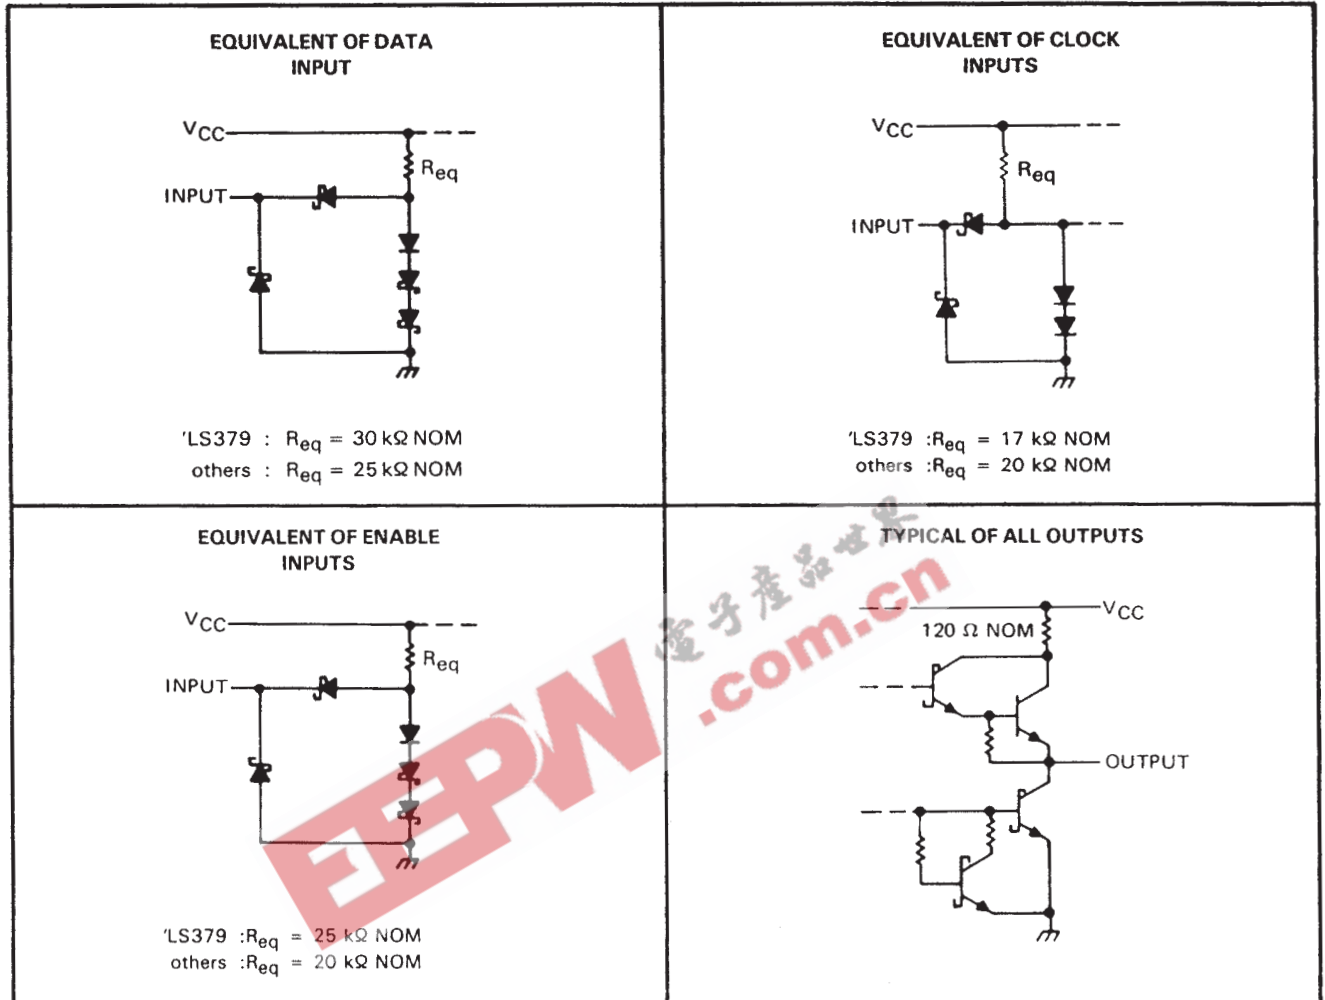 EQUIVALENT OF DATA
INPUT
VCC
Req
INPUT
'LS379 : Req = 30 kΩ NOM
others : Req = 25 kΩ NOM
EQUIVALENT OF CLOCK
INPUTS
VCC
Req
INPUT
'LS379 :Req = 17 kΩ NOM
others :Req = 20 kΩ NOM
EQUIVALENT OF ENABLE
INPUTS
VCC
Req
INPUT
'LS379 :Req = 25 kΩ NOM
others :Req = 20 kΩ NOM
TYPICAL OF ALL OUTPUTS
VCC
120 Ω NOM
OUTPUT
EEPW
電子產品世界
.com.cn